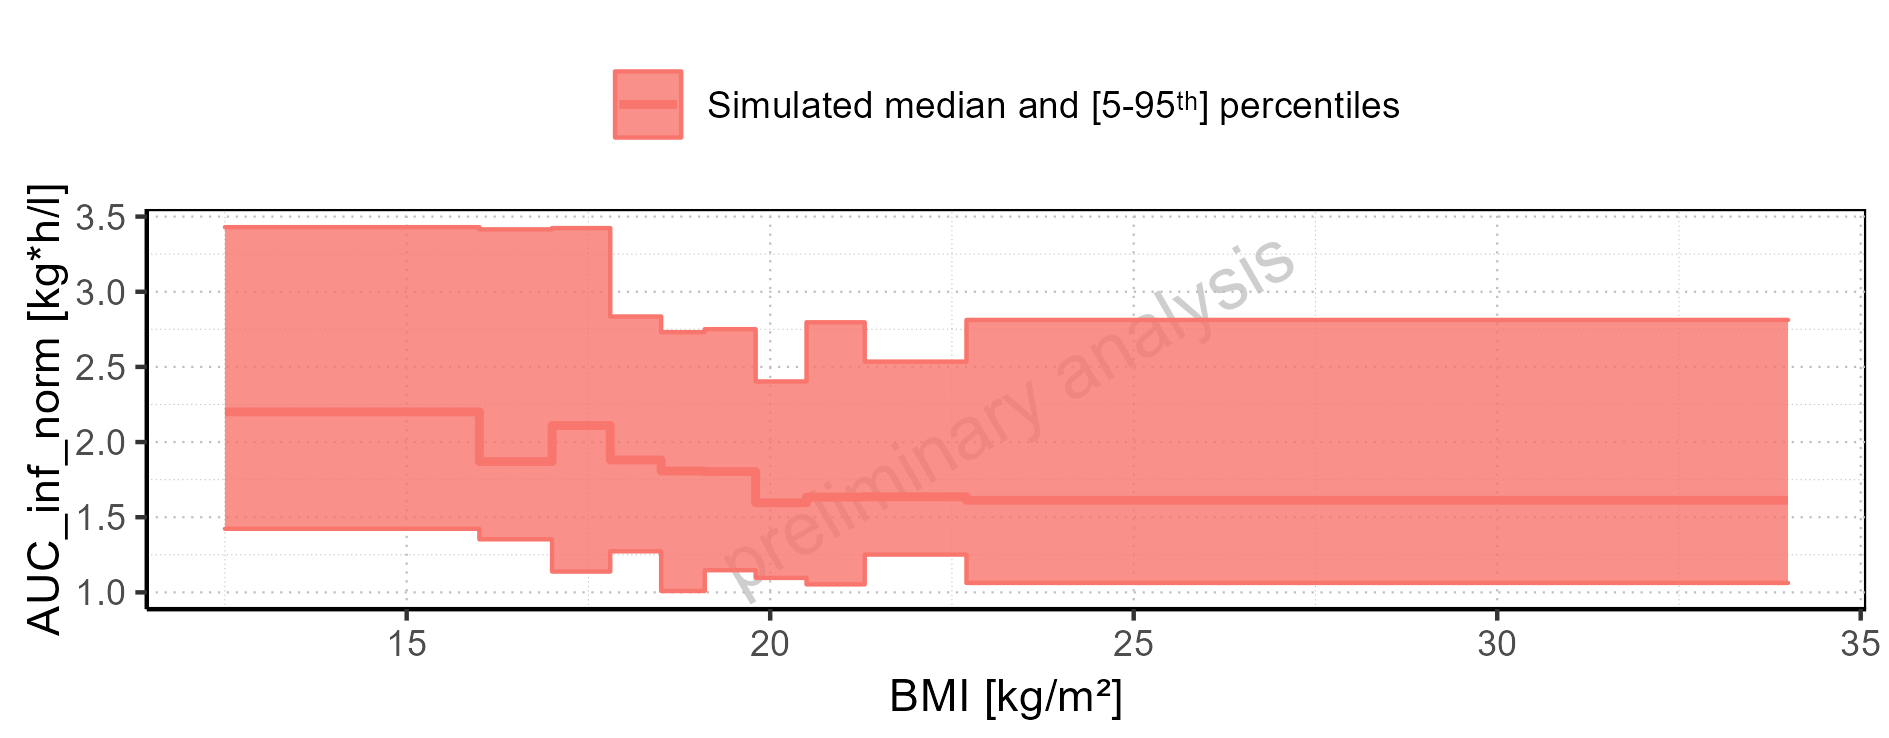 Simulated median and [5-95th] percentiles
AUC_inf_norm [kg*h/l]
3.5
3.0
2.5
2.0
1.5
1.0
preliminary analysis
15 20 25 30 35
BMI [kg/m²]